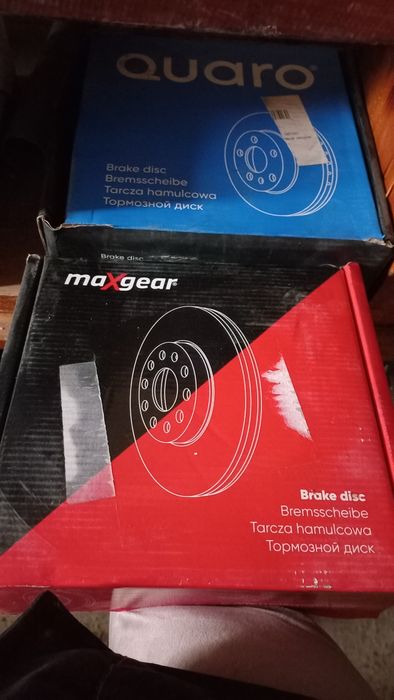 QUARO
Brake disc
Bremsscheibe
Tarcza hamulcowa
Тормозной диск
Brake disc
maXgear
Brake disc
Bremsscheibe
Tarcza hamulcowa
Тормозной диск